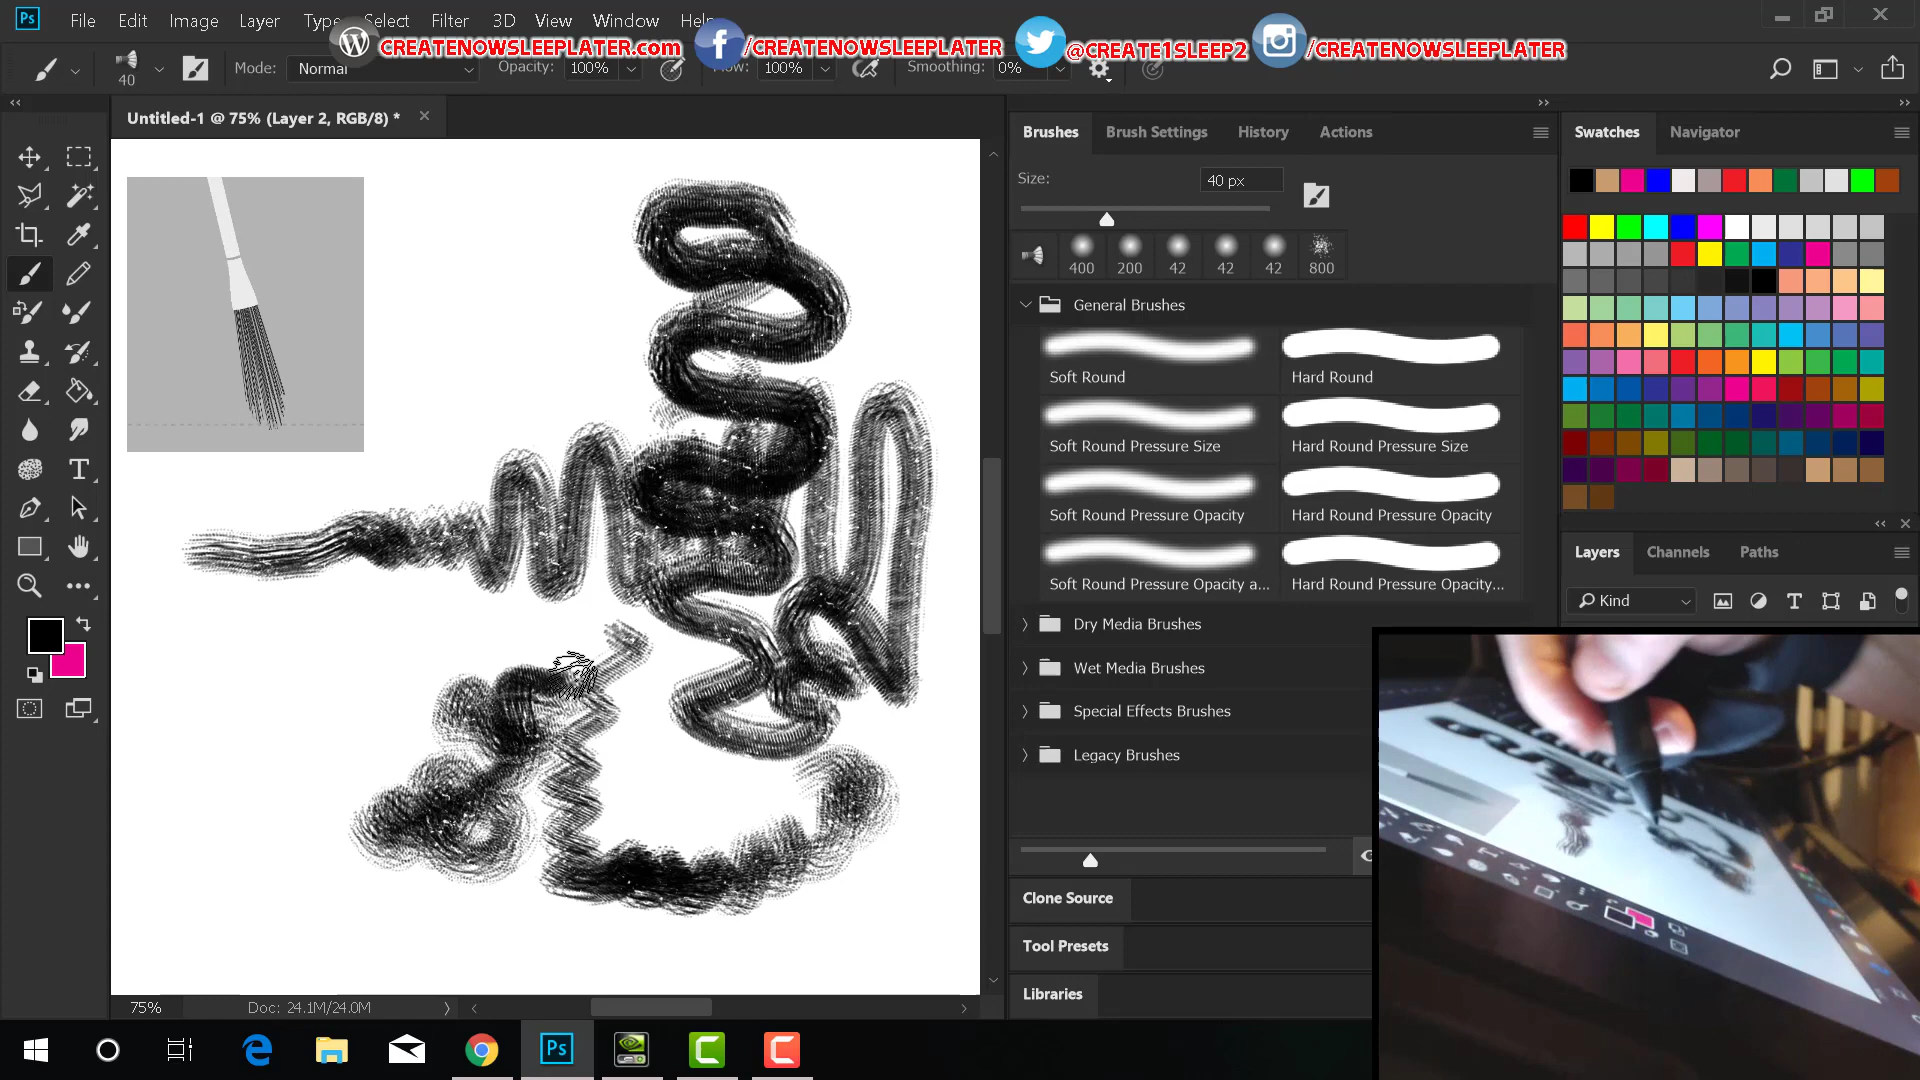 Ps File Edit Image Layer Type Select Filter 3D View Window Help
CREATENOWSLEEPLATER.com /CREATENOWSLEEPLATER @CREATE1SLEEP2 /CREATENOWSLEEPLATER
40 Mode: Normal Opacity: 100% Flow: 100% Smoothing: 0%
Untitled-1 @ 75% (Layer 2, RGB/8) *
Brushes Brush Settings History Actions
Swatches Navigator
Size: 40 px
400 200 42 42 42 800
General Brushes
Soft Round Hard Round
Soft Round Pressure Size Hard Round Pressure Size
Soft Round Pressure Opacity Hard Round Pressure Opacity
Soft Round Pressure Opacity a... Hard Round Pressure Opacity...
Dry Media Brushes
Wet Media Brushes
Special Effects Brushes
Legacy Brushes
Layers Channels Paths
Kind
Clone Source
Tool Presets
Libraries
75% Doc: 24.1M/24.0M
Ps